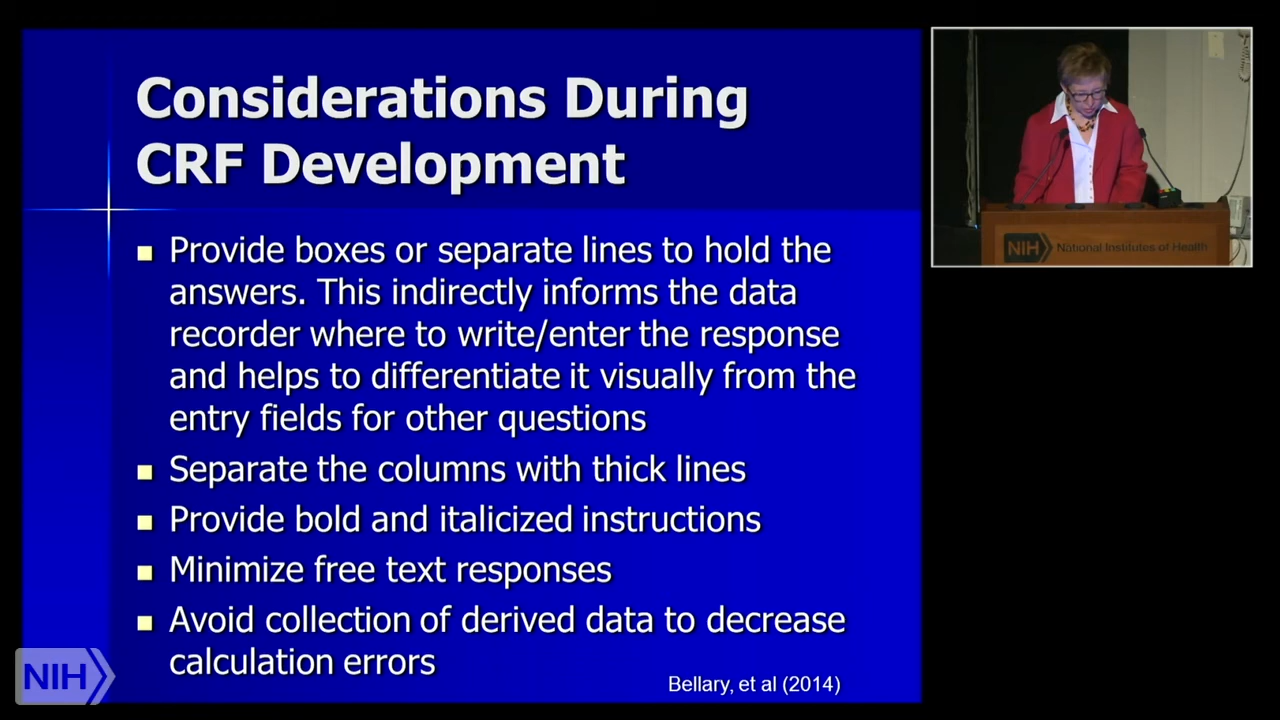 Considerations During
CRF Development
Provide boxes or separate lines to hold the
answers. This indirectly informs the data
recorder where to write/enter the response
and helps to differentiate it visually from the
entry fields for other questions
Separate the columns with thick lines
Provide bold and italicized instructions
Minimize free text responses
Avoid collection of derived data to decrease
calculation errors
Bellary, et al (2014)
NIH
NIH National Institutes of Health